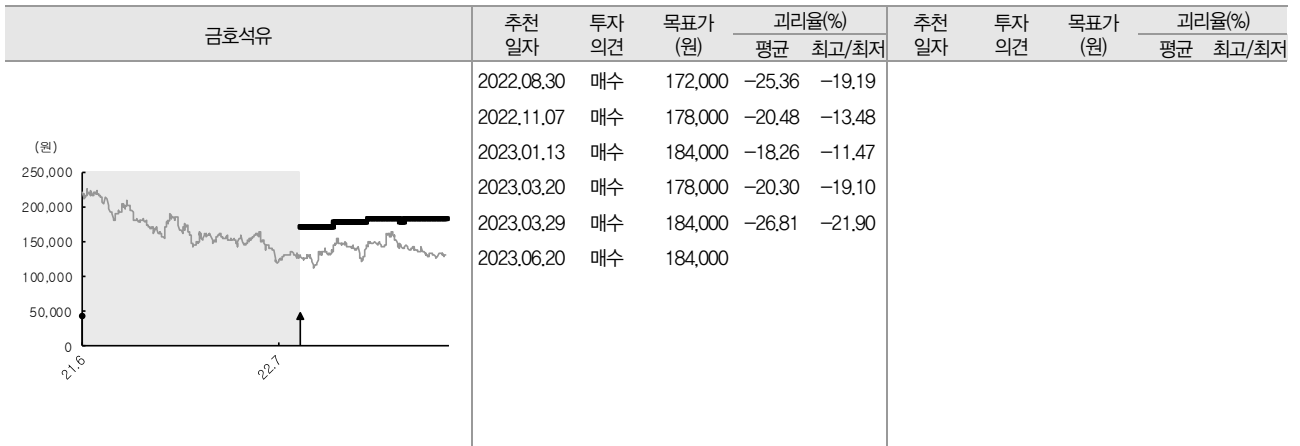 금호석유
추천 투자 목표가 괴리율(%) 추천 투자 목표가 괴리율(%)
일자 의견 (원) 평균 최고/최저 일자 의견 (원) 평균 최고/최저
2022.08.30 매수 172,000 -25.36 -19.19
2022.11.07 매수 178,000 -20.48 -13.48
2023.01.13 매수 184,000 -18.26 -11.47
2023.03.20 매수 178,000 -20.30 -19.10
2023.03.29 매수 184,000 -26.81 -21.90
2023.06.20 매수 184,000
(원)
250,000
200,000
150,000
100,000
50,000
0
21.6 22.7